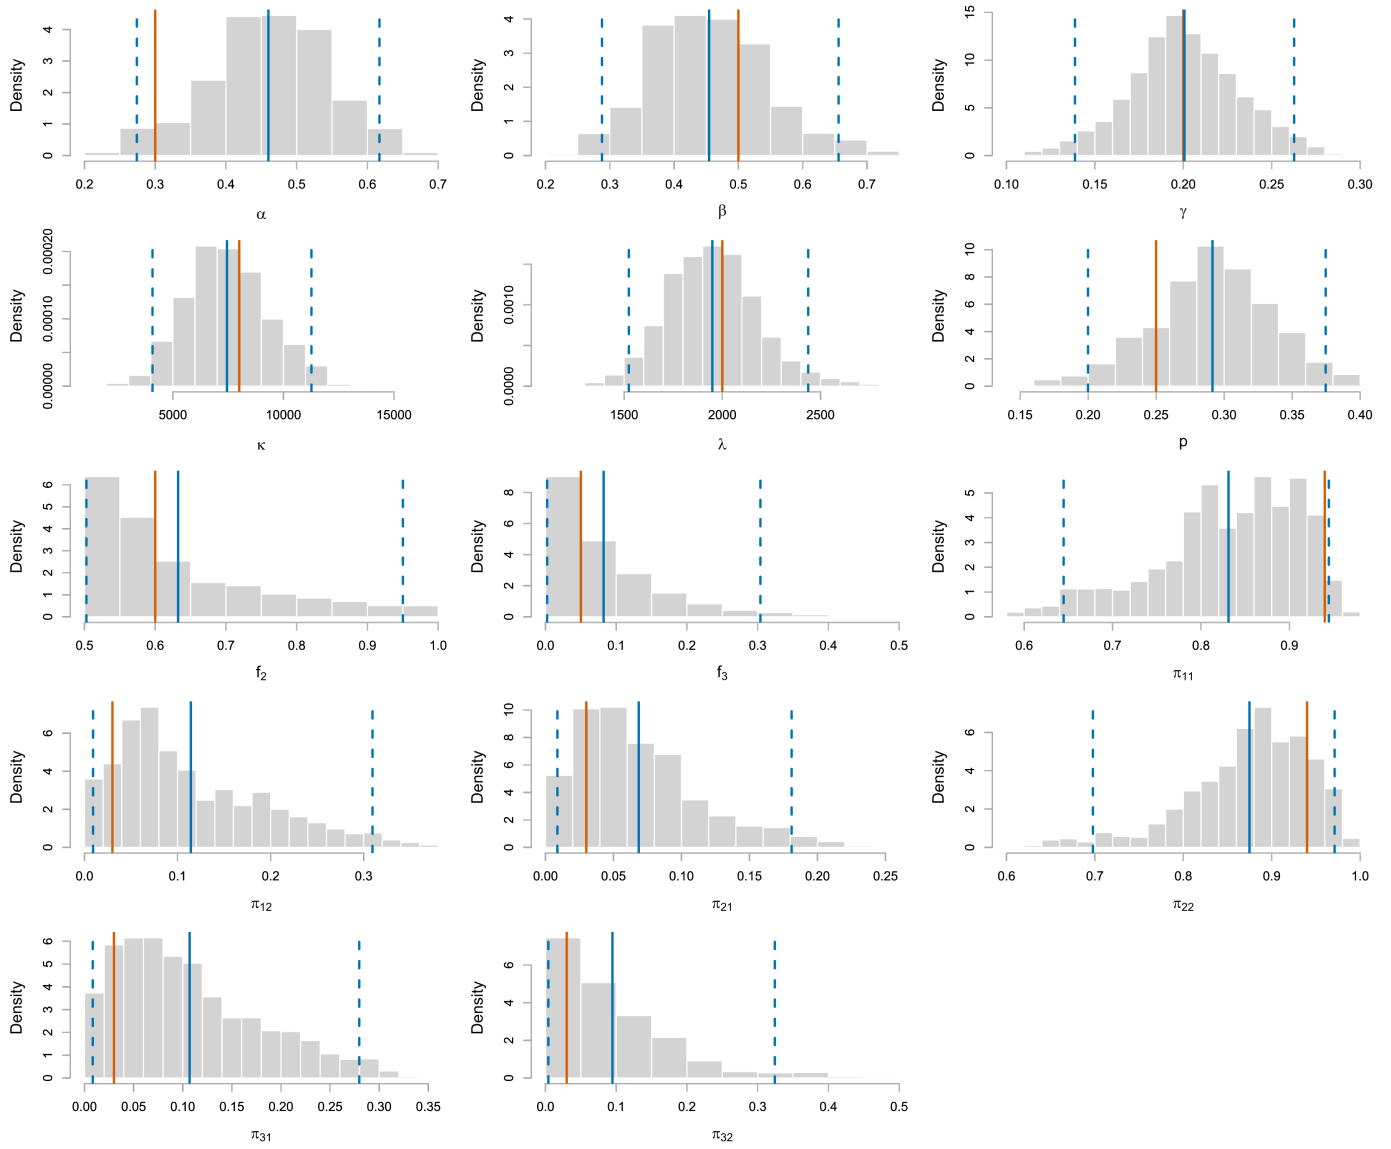 Density
0 1 2 3 4
0.2 0.3 0.4 0.5 0.6 0.7
α
Density
0 1 2 3 4
0.2 0.3 0.4 0.5 0.6 0.7
β
Density
0 5 10 15
0.10 0.15 0.20 0.25 0.30
γ
Density
0.00000 0.00010 0.00020
5000 10000 15000
κ
Density
0.0000 0.0010
1500 2000 2500
λ
Density
0 2 4 6 8 10
0.15 0.20 0.25 0.30 0.35 0.40
p
Density
0 1 2 3 4 5 6
0.5 0.6 0.7 0.8 0.9 1.0
f2
Density
0 2 4 6 8
0.0 0.1 0.2 0.3 0.4 0.5
f3
Density
0 1 2 3 4 5
0.6 0.7 0.8 0.9
π11
Density
0 2 4 6
0.0 0.1 0.2 0.3
π12
Density
0 2 4 6 8 10
0.00 0.05 0.10 0.15 0.20 0.25
π21
Density
0 2 4 6
0.6 0.7 0.8 0.9 1.0
π22
Density
0 1 2 3 4 5 6
0.00 0.05 0.10 0.15 0.20 0.25 0.30 0.35
π31
Density
0 2 4 6
0.0 0.1 0.2 0.3 0.4 0.5
π32